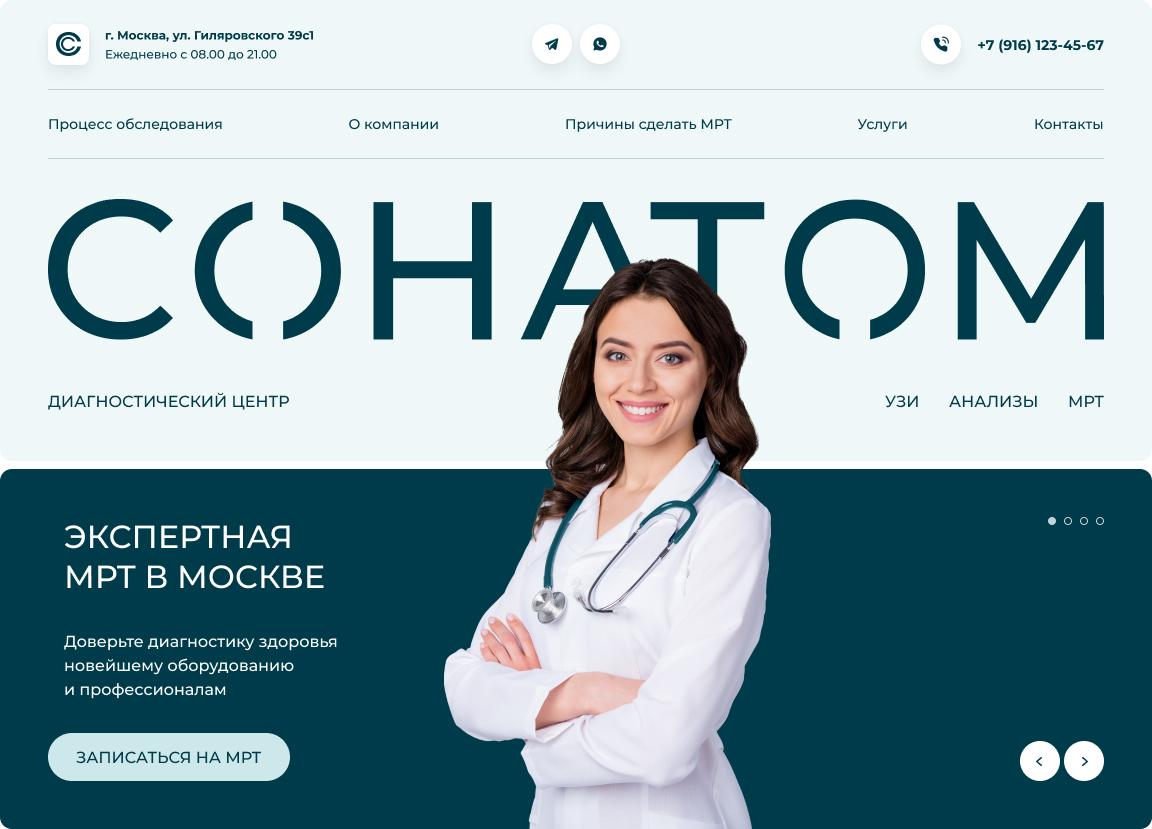 г. Москва, ул. Гиляровского 39с1
Ежедневно с 08.00 до 21.00
+7 (916) 123-45-67
Процесс обследования
О компании
Причины сделать МРТ
Услуги
Контакты
СОНАТОМ
ДИАГНОСТИЧЕСКИЙ ЦЕНТР
УЗИ
АНАЛИЗЫ
МРТ
ЭКСПЕРТНАЯ
МРТ В МОСКВЕ
Доверьте диагностику здоровья
новейшему оборудованию
и профессионалам
ЗАПИСАТЬСЯ НА МРТ